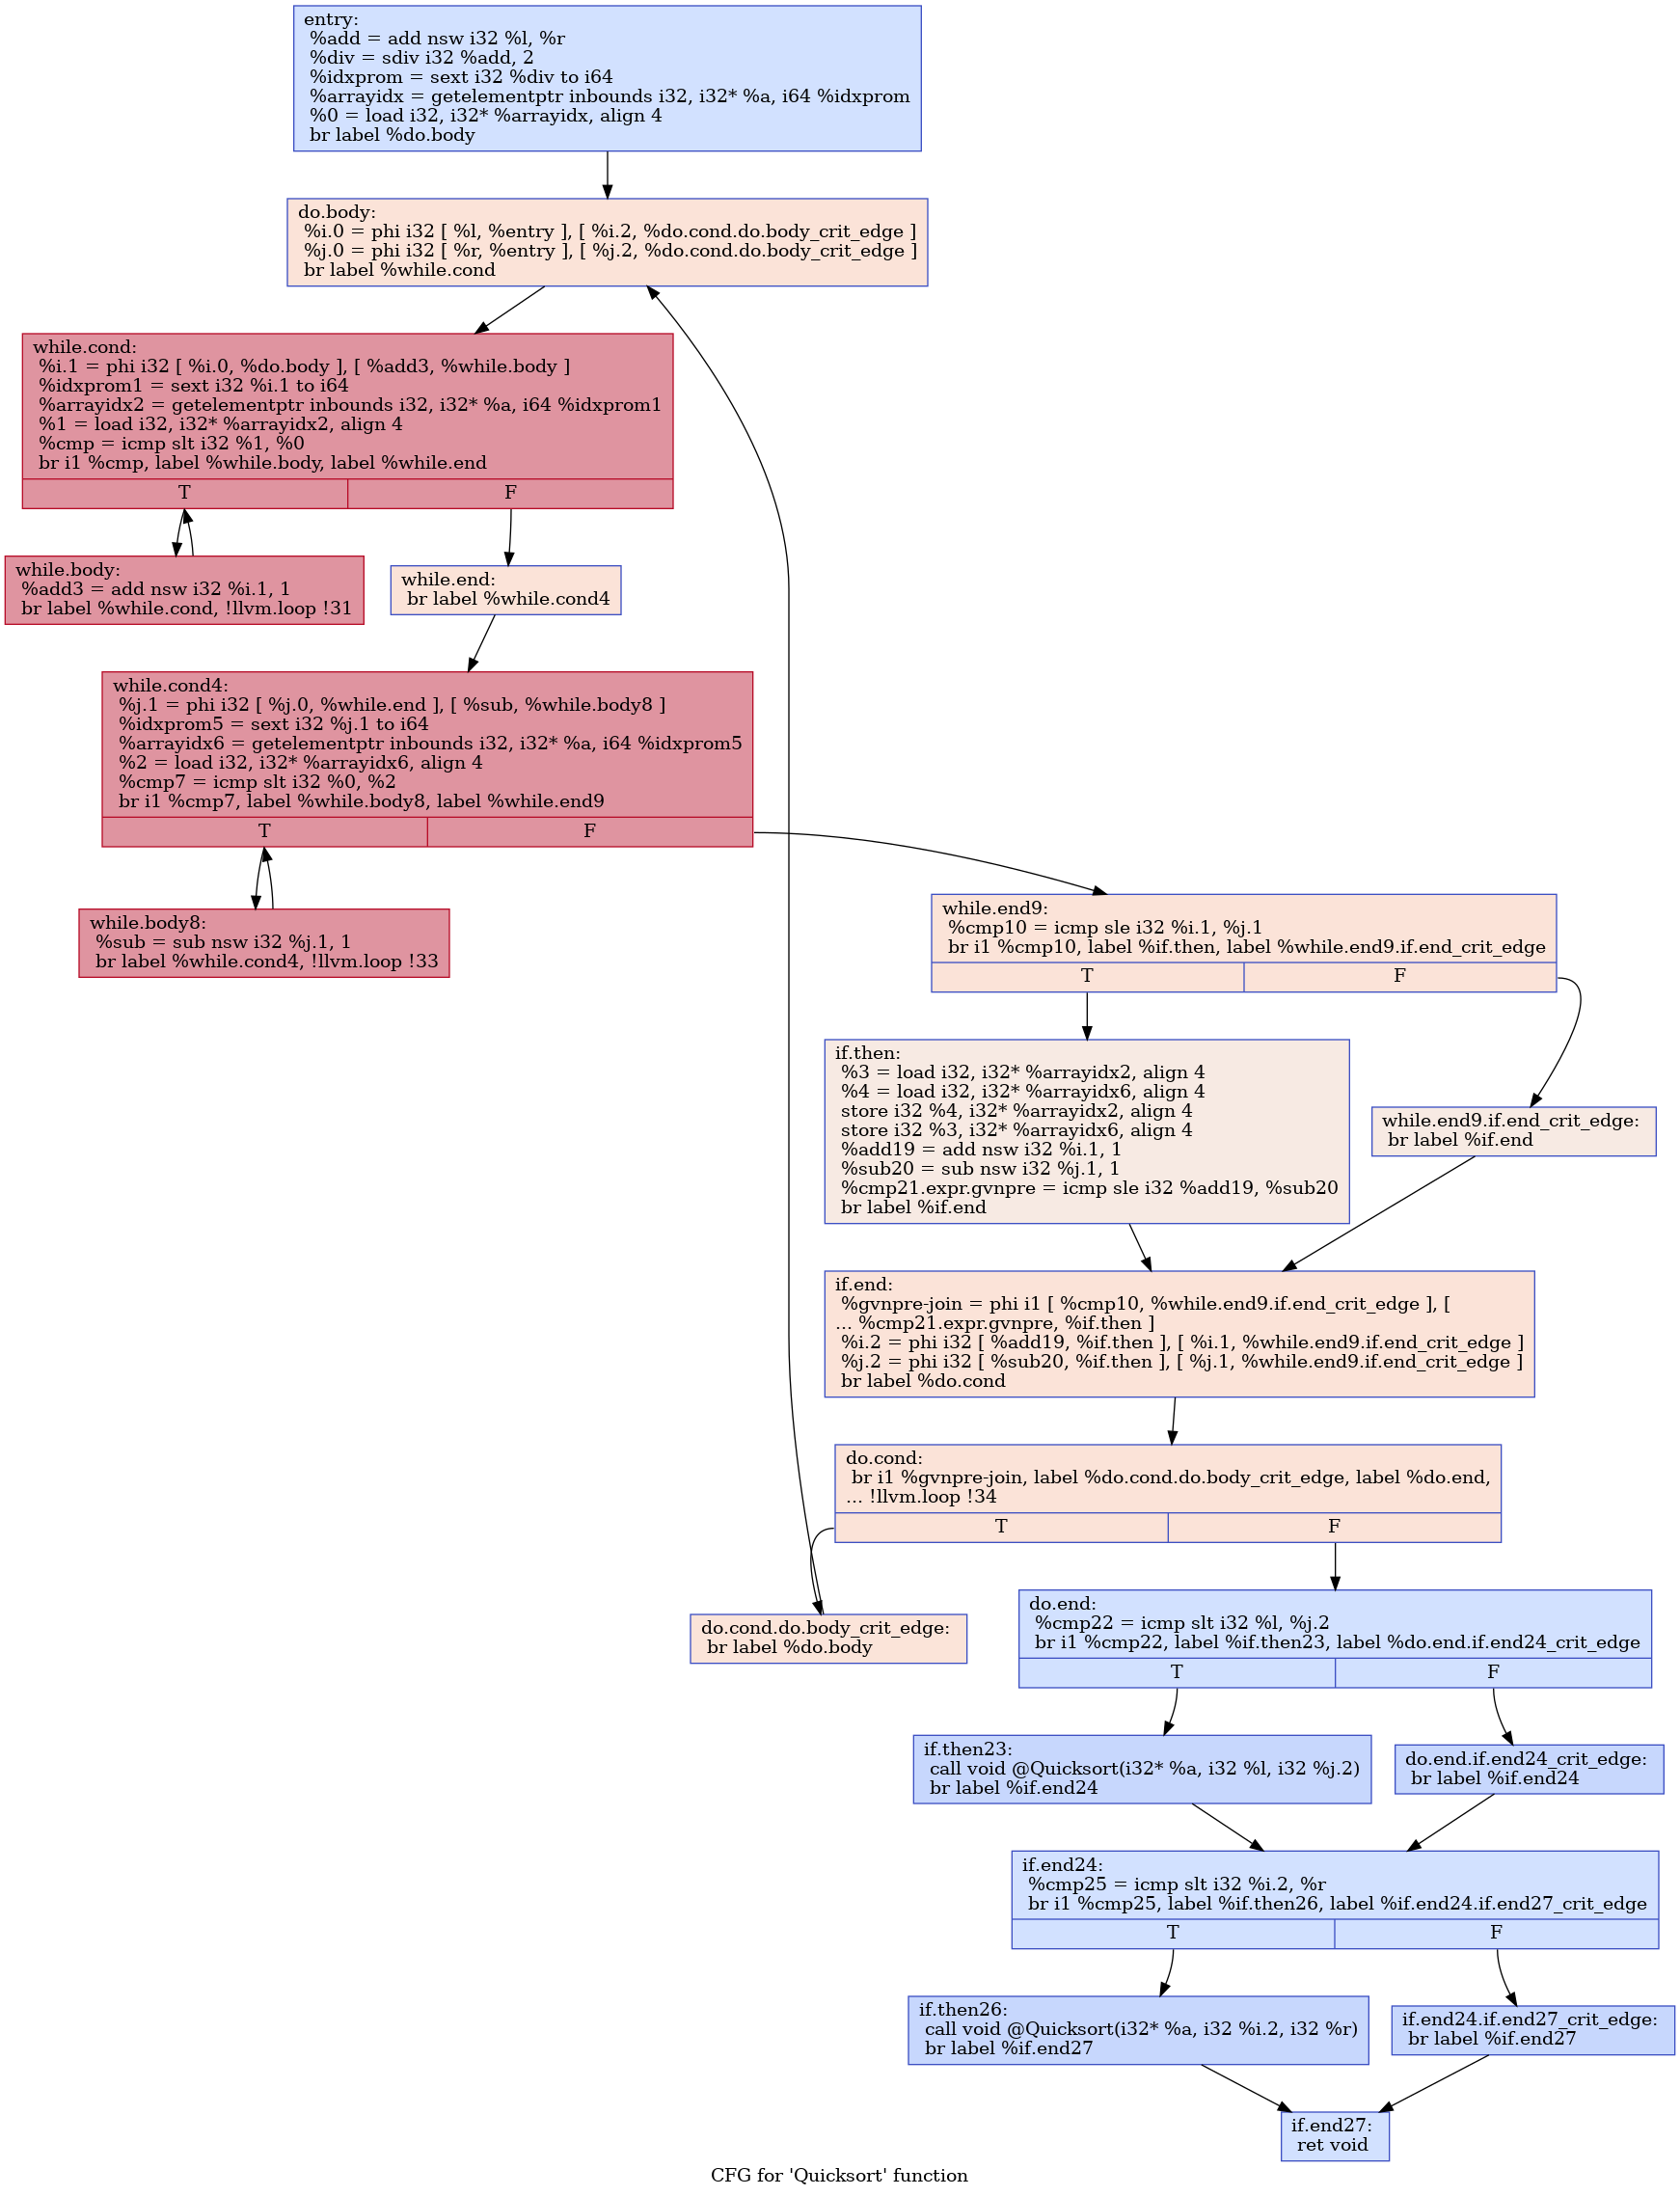 entry:
%add = add nsw i32 %l, %r
%div = sdiv i32 %add, 2
%idxprom = sext i32 %div to i64
%arrayidx = getelementptr inbounds i32, i32* %a, i64 %idxprom
%0 = load i32, i32* %arrayidx, align 4
br label %do.body
do.body:
%i.0 = phi i32 [ %l, %entry ], [ %i.2, %do.cond.do.body_crit_edge ]
%j.0 = phi i32 [ %r, %entry ], [ %j.2, %do.cond.do.body_crit_edge ]
br label %while.cond
while.cond:
%i.1 = phi i32 [ %i.0, %do.body ], [ %add3, %while.body ]
%idxprom1 = sext i32 %i.1 to i64
%arrayidx2 = getelementptr inbounds i32, i32* %a, i64 %idxprom1
%1 = load i32, i32* %arrayidx2, align 4
%cmp = icmp slt i32 %1, %0
br i1 %cmp, label %while.body, label %while.end
T F
while.body:
%add3 = add nsw i32 %i.1, 1
br label %while.cond, !llvm.loop !31
while.end:
br label %while.cond4
while.cond4:
%j.1 = phi i32 [ %j.0, %while.end ], [ %sub, %while.body8 ]
%idxprom5 = sext i32 %j.1 to i64
%arrayidx6 = getelementptr inbounds i32, i32* %a, i64 %idxprom5
%2 = load i32, i32* %arrayidx6, align 4
%cmp7 = icmp slt i32 %0, %2
br i1 %cmp7, label %while.body8, label %while.end9
T F
while.body8:
%sub = sub nsw i32 %j.1, 1
br label %while.cond4, !llvm.loop !33
while.end9:
%cmp10 = icmp sle i32 %i.1, %j.1
br i1 %cmp10, label %if.then, label %while.end9.if.end_crit_edge
T F
if.then:
%3 = load i32, i32* %arrayidx2, align 4
%4 = load i32, i32* %arrayidx6, align 4
store i32 %4, i32* %arrayidx2, align 4
store i32 %3, i32* %arrayidx6, align 4
%add19 = add nsw i32 %i.1, 1
%sub20 = sub nsw i32 %j.1, 1
%cmp21.expr.gvnpre = icmp sle i32 %add19, %sub20
br label %if.end
while.end9.if.end_crit_edge:
br label %if.end
if.end:
%gvnpre-join = phi i1 [ %cmp10, %while.end9.if.end_crit_edge ], [
... %cmp21.expr.gvnpre, %if.then ]
%i.2 = phi i32 [ %add19, %if.then ], [ %i.1, %while.end9.if.end_crit_edge ]
%j.2 = phi i32 [ %sub20, %if.then ], [ %j.1, %while.end9.if.end_crit_edge ]
br label %do.cond
do.cond:
br i1 %gvnpre-join, label %do.cond.do.body_crit_edge, label %do.end,
... !llvm.loop !34
T F
do.cond.do.body_crit_edge:
br label %do.body
do.end:
%cmp22 = icmp slt i32 %l, %j.2
br i1 %cmp22, label %if.then23, label %do.end.if.end24_crit_edge
T F
if.then23:
call void @Quicksort(i32* %a, i32 %l, i32 %j.2)
br label %if.end24
do.end.if.end24_crit_edge:
br label %if.end24
if.end24:
%cmp25 = icmp slt i32 %i.2, %r
br i1 %cmp25, label %if.then26, label %if.end24.if.end27_crit_edge
T F
if.then26:
call void @Quicksort(i32* %a, i32 %i.2, i32 %r)
br label %if.end27
if.end24.if.end27_crit_edge:
br label %if.end27
if.end27:
ret void
CFG for 'Quicksort' function